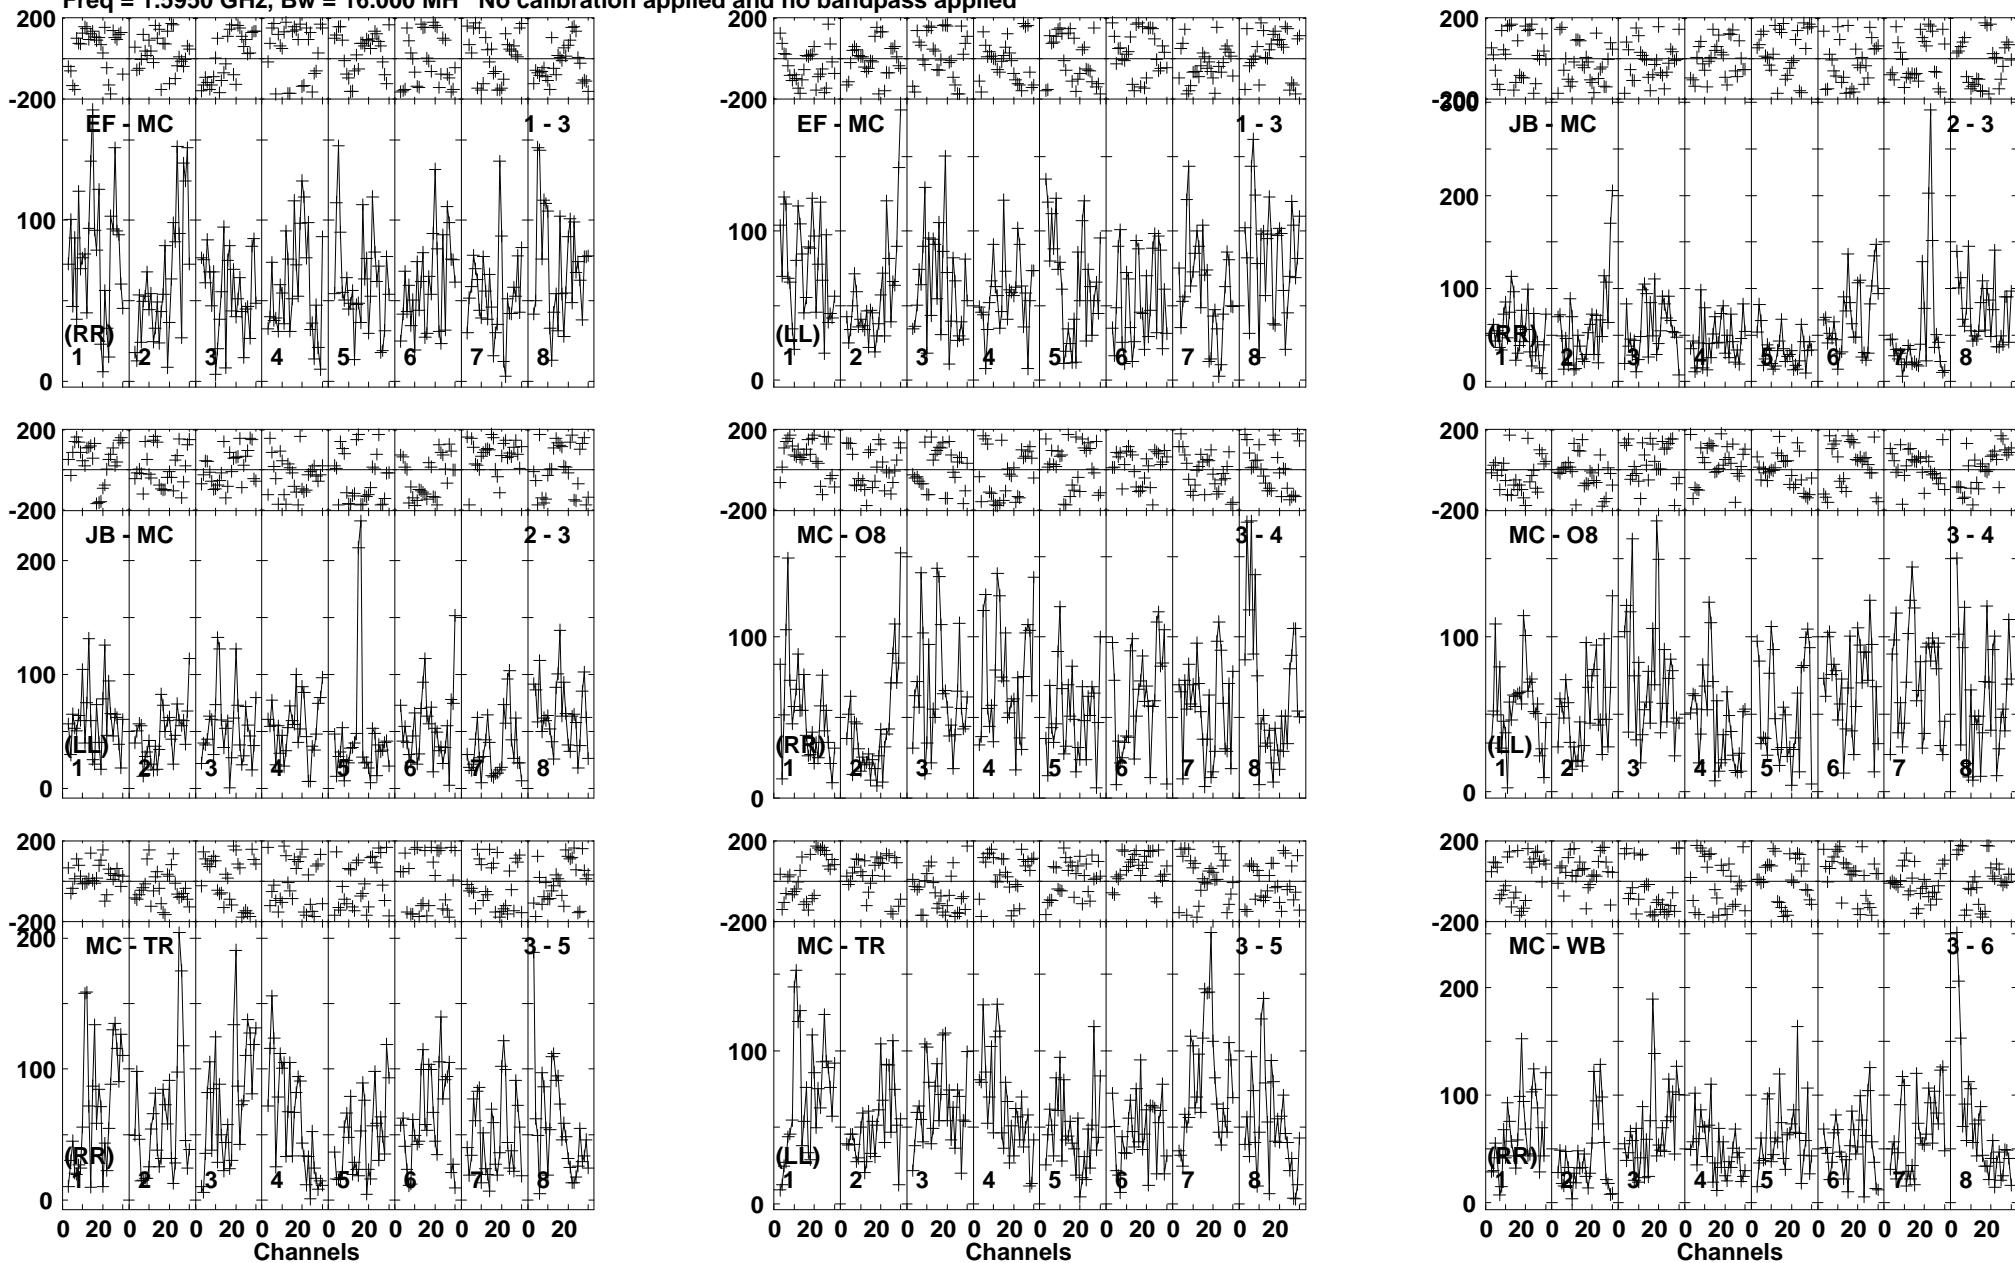 Freq = 1.5950 GHz, Bw = 16.000 MH No calibration applied and no bandpass applied
200 200 200
-200 -200 -200
EF - MC 1 - 3 EF - MC 1 - 3 JB - MC 2 - 3
300
200
100 100 100
(RR) (LL) (RR)
1 2 3 4 5 6 7 8 1 2 3 4 5 6 7 8 1 2 3 4 5 6 7 8
0 0 0
200 200 200
-200 -200 -200
JB - MC 2 - 3 MC - O8 3 - 4 MC - O8 3 - 4
200
100 100 100
(LL) (RR) (LL)
1 2 3 4 5 6 7 8 1 2 3 4 5 6 7 8 1 2 3 4 5 6 7 8
0 0 0
200 200 200
-200 -200 -200
200
MC - TR 3 - 5 MC - TR 3 - 5 MC - WB 3 - 6
200
100 100 100
(RR) (LL) (RR)
1 2 3 4 5 6 7 8 1 2 3 4 5 6 7 8 1 2 3 4 5 6 7 8
0 0 0
0 20 0 20 0 20 0 20 0 20 0 20 0 20 0 20 0 20 0 20 0 20 0 20 0 20 0 20 0 20 0 20 0 20 0 20 0 20 0 20 0 20 0 20 0 20 0 20
Channels Channels Channels